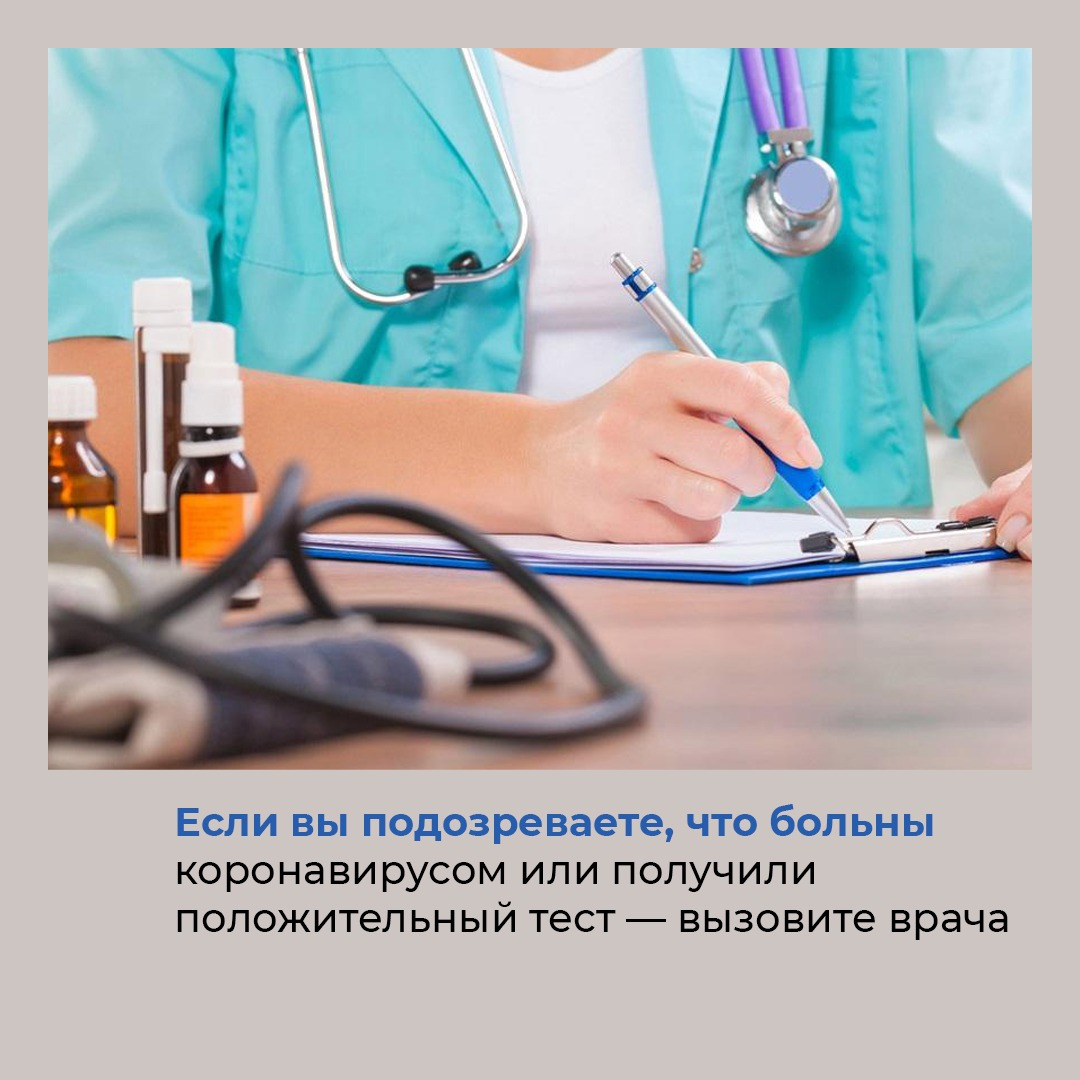 Если вы подозреваете, что больны
коронавирусом или получили
положительный тест — вызовите врача